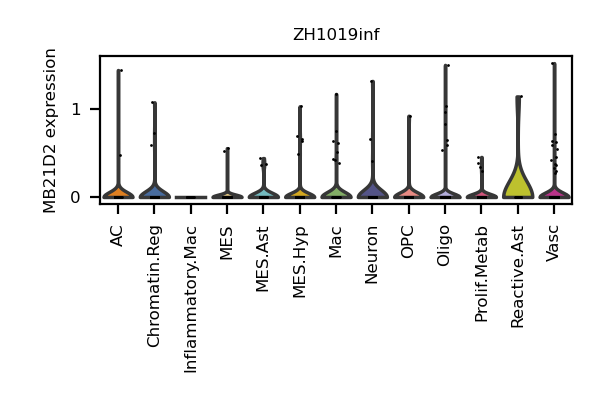 ZH1019inf
MB21D2 expression
1
0
AC
Chromatin.Reg
Inflammatory.Mac
MES
MES.Ast
MES.Hyp
Mac
Neuron
OPC
Oligo
Prolif.Metab
Reactive.Ast
Vasc